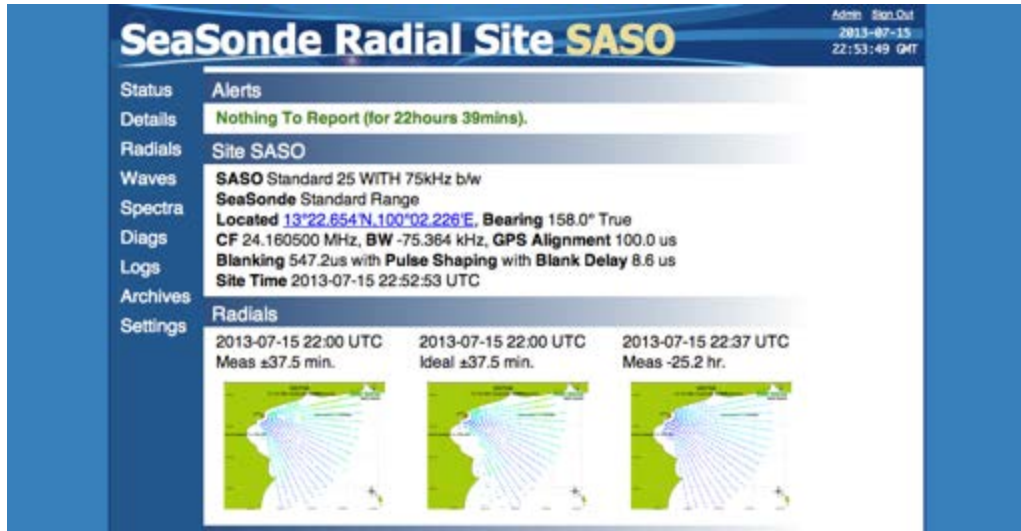 SeaSonde Radial Site SASO
Admin Sign Out
2013-07-15
22:53:49 GMT
Status
Details
Radials
Waves
Spectra
Diags
Logs
Archives
Settings
Alerts
Nothing To Report (for 22hours 39mins).
Site SASO
SASO Standard 25 WITH 75kHz b/w
SeaSonde Standard Range
Located 13°22.654'N,100°02.226'E, Bearing 158.0° True
CF 24.160500 MHz, BW -75.364 kHz, GPS Alignment 100.0 us
Blanking 547.2us with Pulse Shaping with Blank Delay 8.6 us
Site Time 2013-07-15 22:52:53 UTC
Radials
2013-07-15 22:00 UTC
Meas ±37.5 min.
2013-07-15 22:00 UTC
Ideal ±37.5 min.
2013-07-15 22:37 UTC
Meas -25.2 hr.